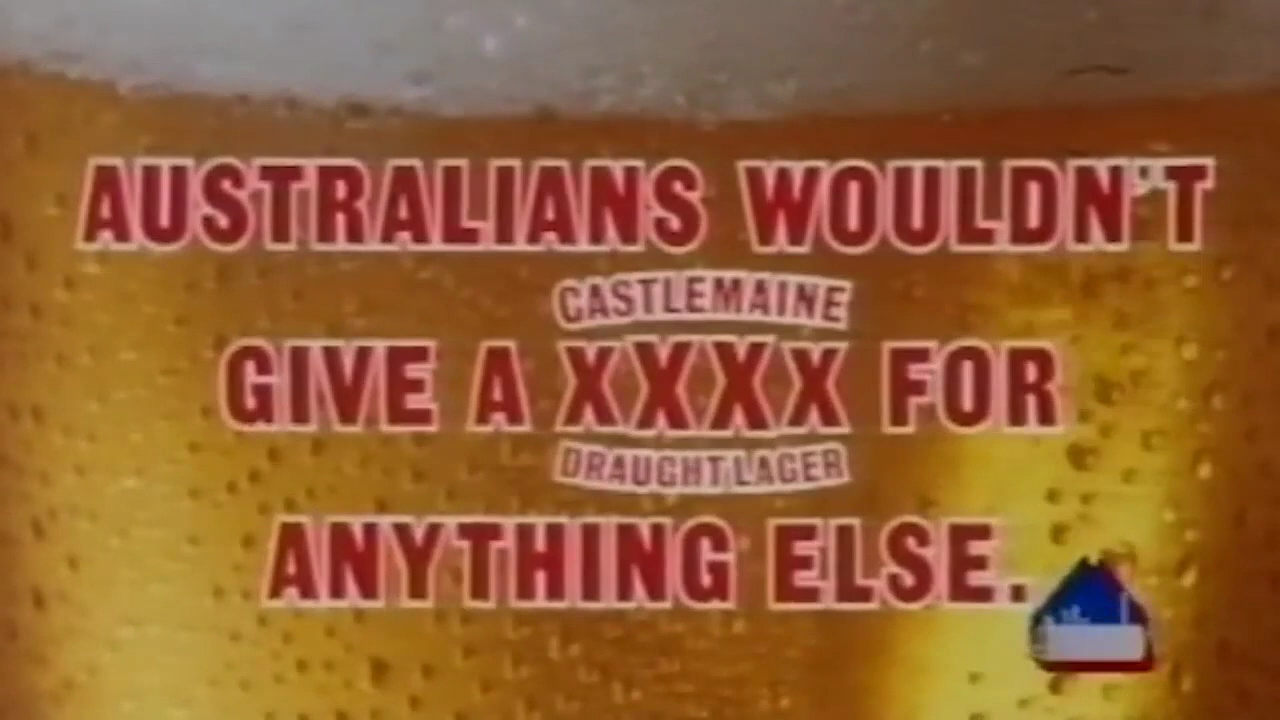 AUSTRALIANS WOULDN'T
CASTLEMAINE
GIVE A XXXX FOR
DRAUGHT LAGER
ANYTHING ELSE.